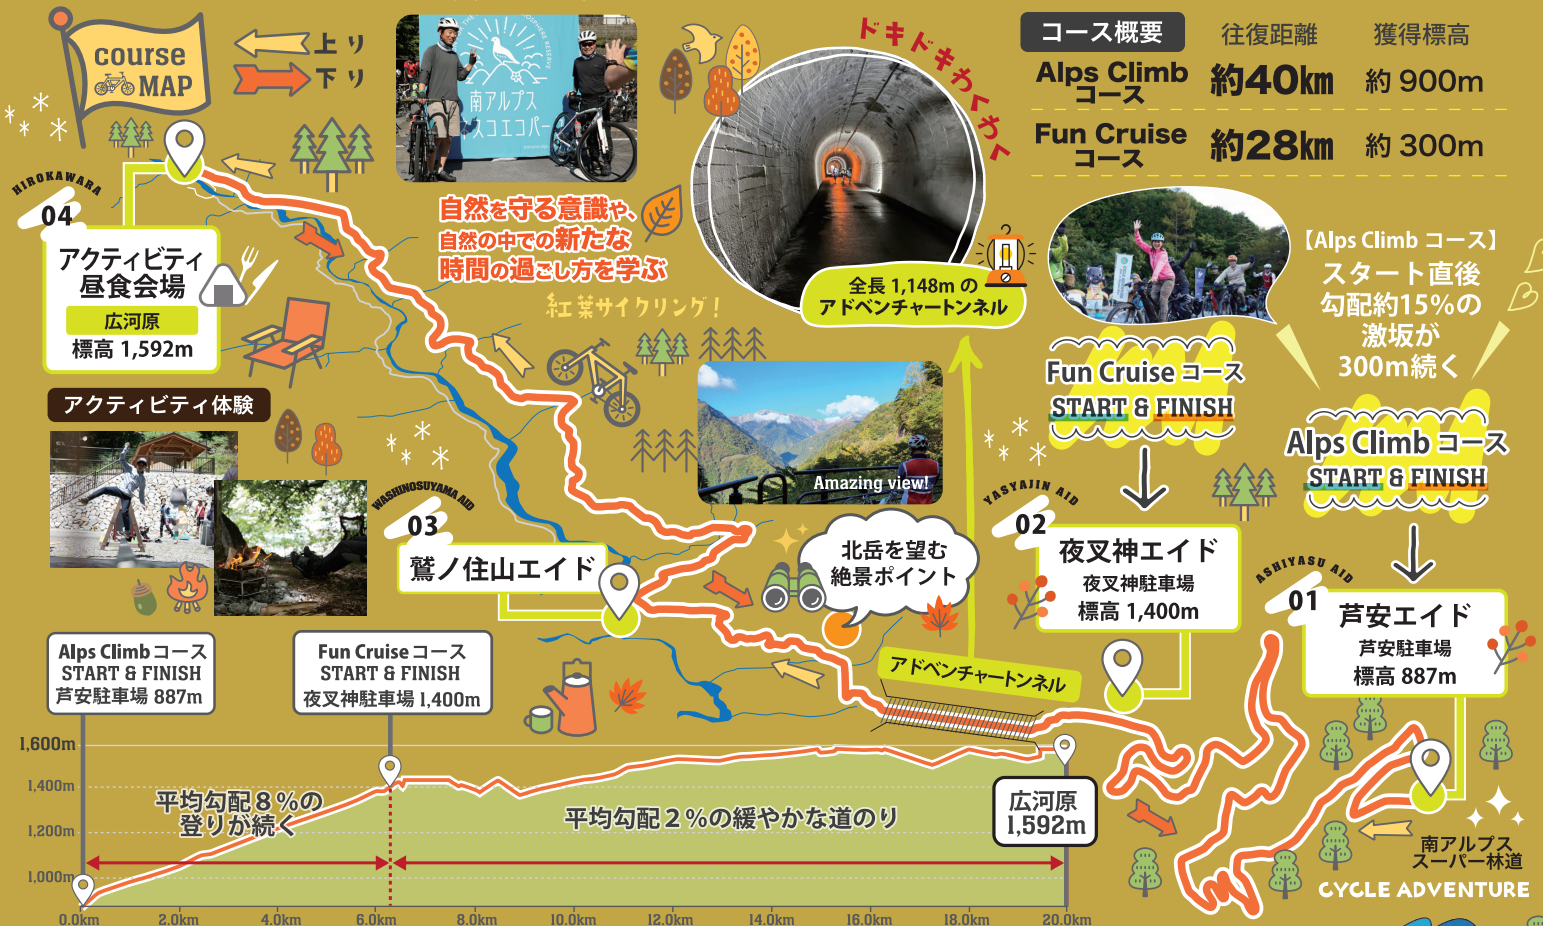 course
MAP
上り
下り
南アルプス
ドキドキわくわく
コース概要 往復距離 獲得標高
Alps Climb
コース
約40km 約 900m
Fun Cruise
コース
約28km 約 300m
HIROKAWARA
04
アクティビティ
昼食会場
広河原
標高 1,592m
自然を守る意識や、
自然の中での新たな
時間の過ごし方を学ぶ
紅葉サイクリング!
全長 1,148m の
アドベンチャートンネル
【Alps Climb コース】
スタート直後
勾配約15%の
激坂が
300m続く
Fun Cruise コース
START & FINISH
Alps Climb コース
START & FINISH
アクティビティ体験
Amazing view!
WASHINOSUYAMA AID
03
鷲ノ住山エイド
北岳を望む
絶景ポイント
YASYAJIN AID
02
夜叉神エイド
夜叉神駐車場
標高 1,400m
ASHIYASU AID
01
芦安エイド
芦安駐車場
標高 887m
アドベンチャートンネル
Alps Climb コース
START & FINISH
芦安駐車場 887m
Fun Cruise コース
START & FINISH
夜叉神駐車場 1,400m
1,600m
1,400m
1,200m
1,000m
平均勾配８％の
登りが続く
平均勾配２％の緩やかな道のり
広河原
1,592m
0.0km 2.0km 4.0km 6.0km 8.0km 10.0km 12.0km 14.0km 16.0km 18.0km 20.0km
南アルプス
スーパー林道
CYCLE ADVENTURE